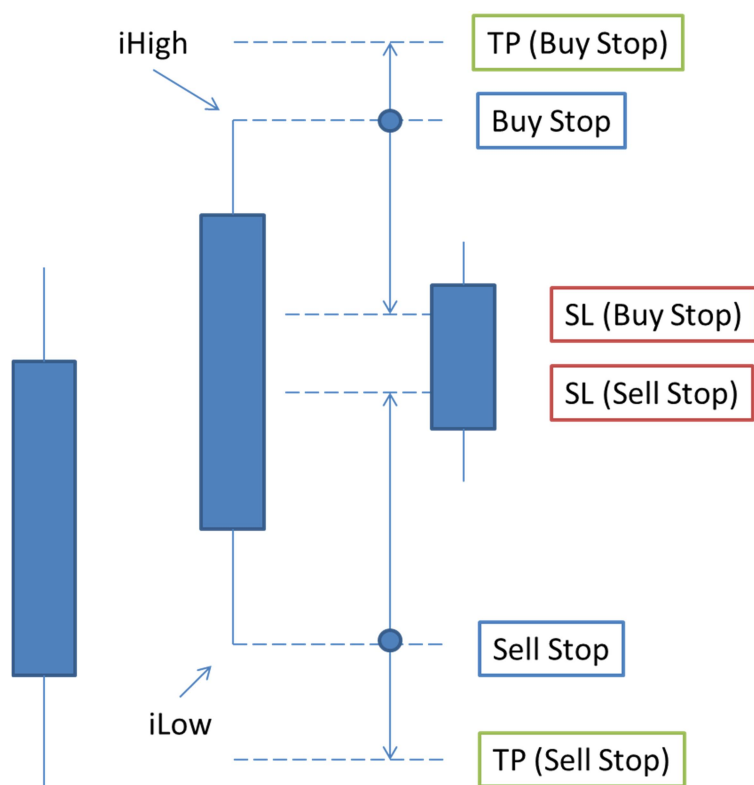 iHigh
TP (Buy Stop)
Buy Stop
SL (Buy Stop)
SL (Sell Stop)
Sell Stop
iLow
TP (Sell Stop)